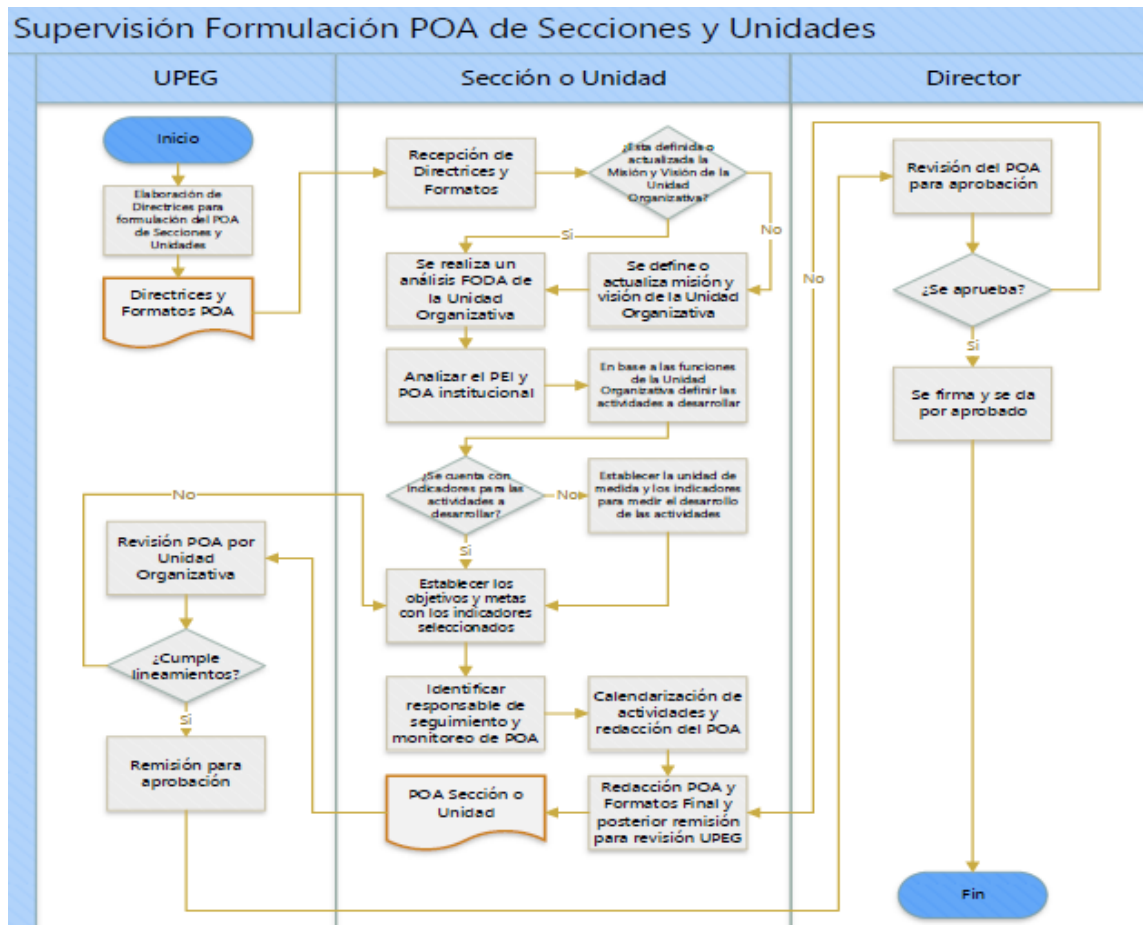 Supervisión Formulación POA de Secciones y Unidades
UPEG
Sección o Unidad
Director
Inicio
Elaboración de
Directrices para
formulación del POA
de Secciones y
Unidades
Directrices y
Formatos POA
Recepción de
Directrices y
Formatos
¿Esta definida o
actualizada la
Misión y Visión de la
Unidad
Organizativa?
Si
No
Se realiza un
análisis FODA de
la Unidad
Organizativa
Se define o
actualiza misión y
visión de la Unidad
Organizativa
Analizar el PEI y
POA institucional
En base a las funciones
de la Unidad
Organizativa definir las
actividades a desarrollar
¿Se cuenta con
indicadores para las
actividades a
desarrollar?
No
Establecer la unidad de
medida y los indicadores
para medir el desarrollo
de las actividades
Si
Establecer los
objetivos y metas
con los indicadores
seleccionados
Identificar
responsable de
seguimiento y
monitoreo de POA
Calendarización de
actividades y
redacción del POA
Redacción POA y
Formatos Final y
posterior remisión
para revisión UPEG
POA Sección o
Unidad
Revisión POA por
Unidad
Organizativa
¿Cumple
lineamientos?
No
Si
Remisión para
aprobación
Revisión del POA
para aprobación
¿Se aprueba?
No
Si
Se firma y se da
por aprobado
Fin